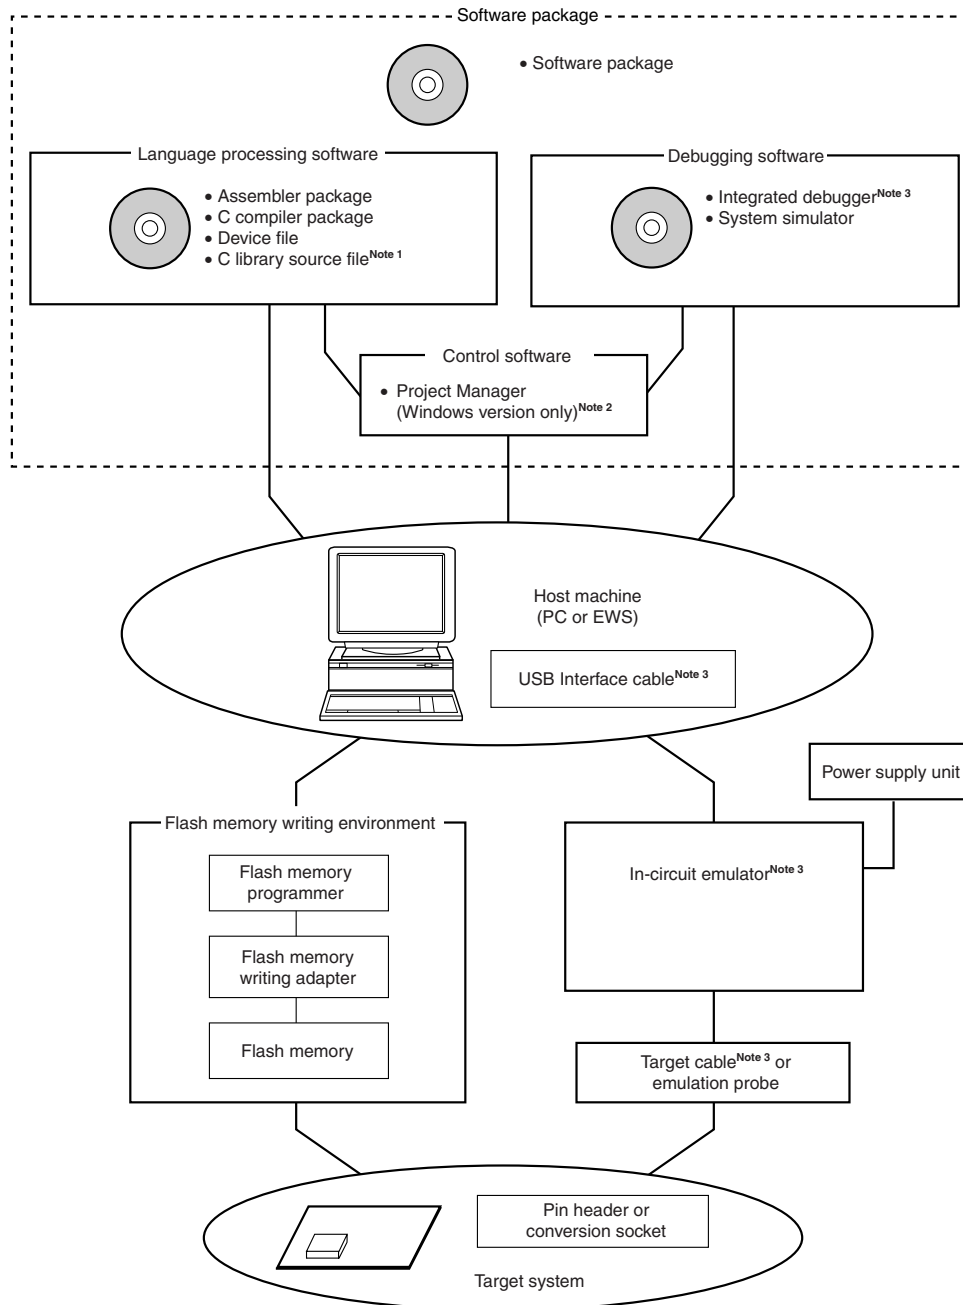 Software package
• Software package
Language processing software
• Assembler package
• C compiler package
• Device file
• C library source fileNote 1
Debugging software
• Integrated debuggerNote 3
• System simulator
Control software
• Project Manager
(Windows version only)Note 2
Host machine
(PC or EWS)
USB Interface cableNote 3
Power supply unit
Flash memory writing environment
Flash memory
programmer
Flash memory
writing adapter
Flash memory
In-circuit emulatorNote 3
Target cableNote 3 or
emulation probe
Pin header or
conversion socket
Target system